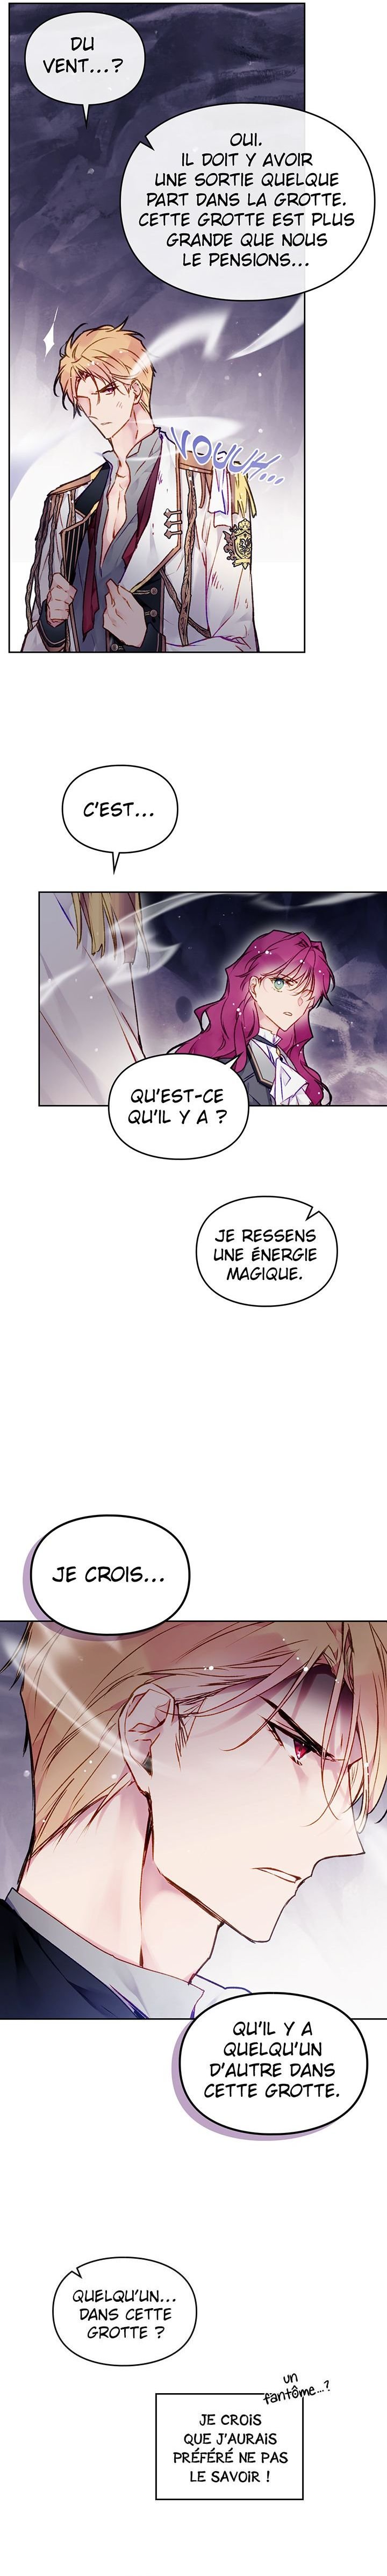 DU
VENT...?
OUI.
IL DOIT Y AVOIR
UNE SORTIE QUELQUE
PART DANS LA GROTTE.
CETTE GROTTE EST PLUS
GRANDE QUE NOUS
LE PENSIONS...
VOUUH...
C'EST...
QU'EST-CE
QU'IL Y A ?
JE RESSENS
UNE ÉNERGIE
MAGIQUE.
JE CROIS...
QU'IL Y A
QUELQU'UN
D'AUTRE DANS
CETTE GROTTE.
QUELQU'UN...
DANS CETTE
GROTTE ?
un
fantôme...?
JE CROIS
QUE J'AURAIS
PRÉFÉRÉ NE PAS
LE SAVOIR !